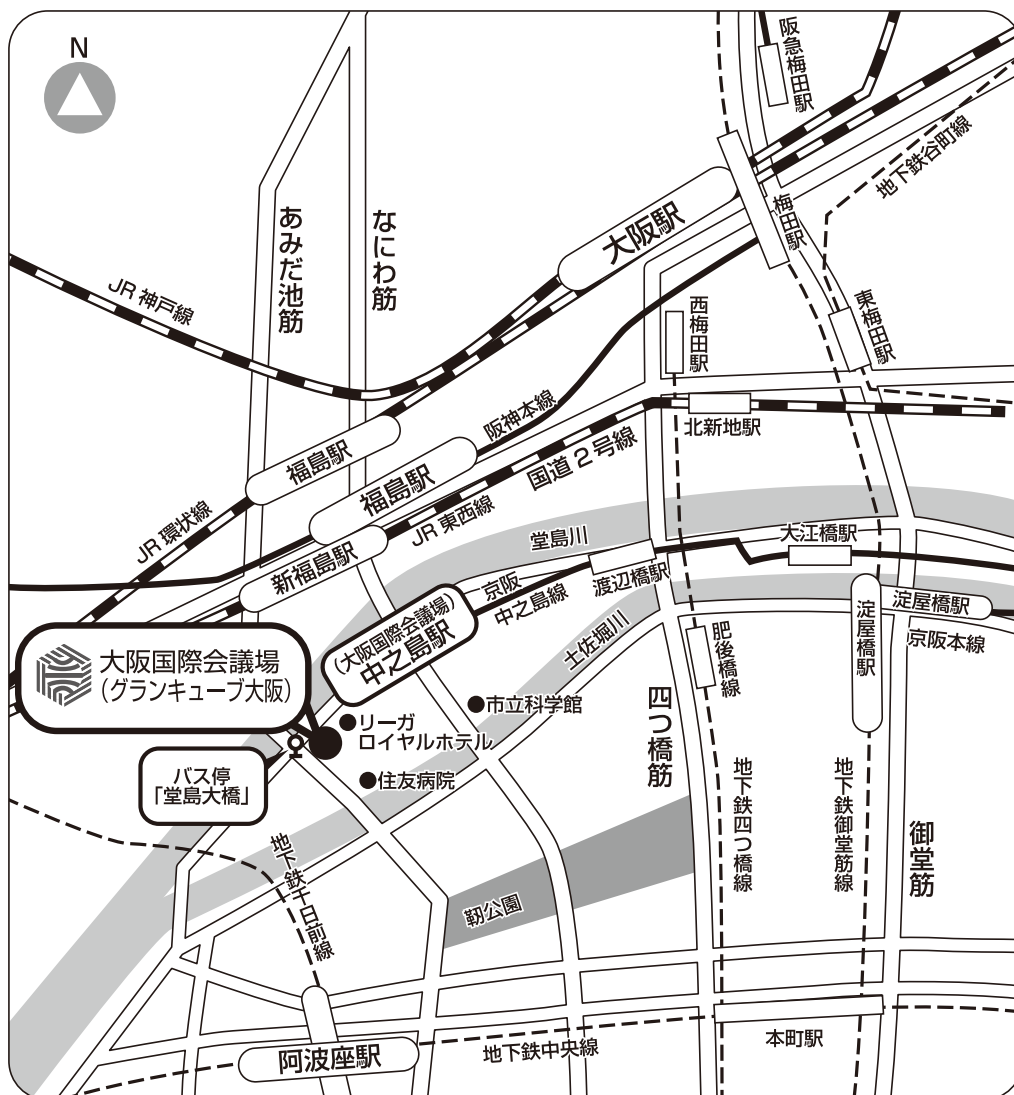 N
阪急梅田駅
地下鉄谷町線
あみだ池筋
なにわ筋
大阪駅
梅田駅
JR 神戸線
西梅田駅
東梅田駅
阪神本線
北新地駅
福島駅
国道2号線
福島駅
JR 環状線
JR 東西線
新福島駅
堂島川
大江橋駅
京阪
中之島線
渡辺橋駅
淀屋橋駅
淀屋橋駅
京阪本線
(大阪国際会議場)
中之島駅
土佐堀川
肥後橋線
大阪国際会議場
(グランキューブ大阪)
市立科学館
リーガ
ロイヤルホテル
四つ橋筋
住友病院
バス停
「堂島大橋」
地下鉄四つ橋線
地下鉄御堂筋線
御堂筋
地下鉄千日前線
靭公園
阿波座駅
地下鉄中央線
本町駅